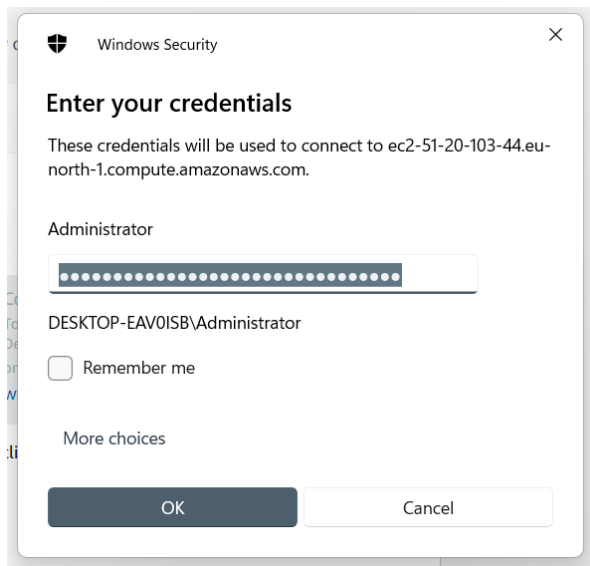 Windows Security
Enter your credentials
These credentials will be used to connect to ec2-51-20-103-44.eu-
north-1.compute.amazonaws.com.
Administrator
●●●●●●●●●●●●●●●●●●●●●●●●●●●●●●●●
DESKTOP-EAV0ISB\Administrator
Remember me
More choices
OK
Cancel